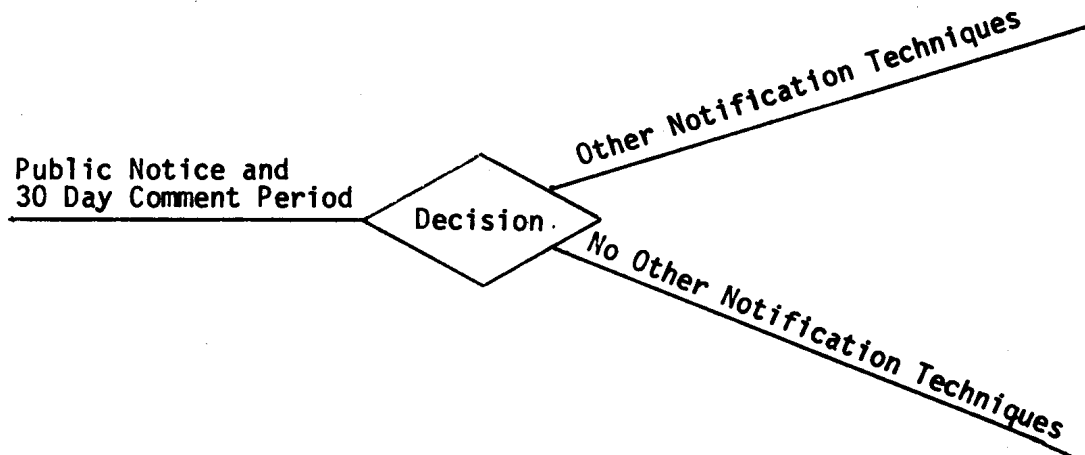 Other Notification Techniques
Public Notice and
30 Day Comment Period
Decision
No Other Notification Techniques